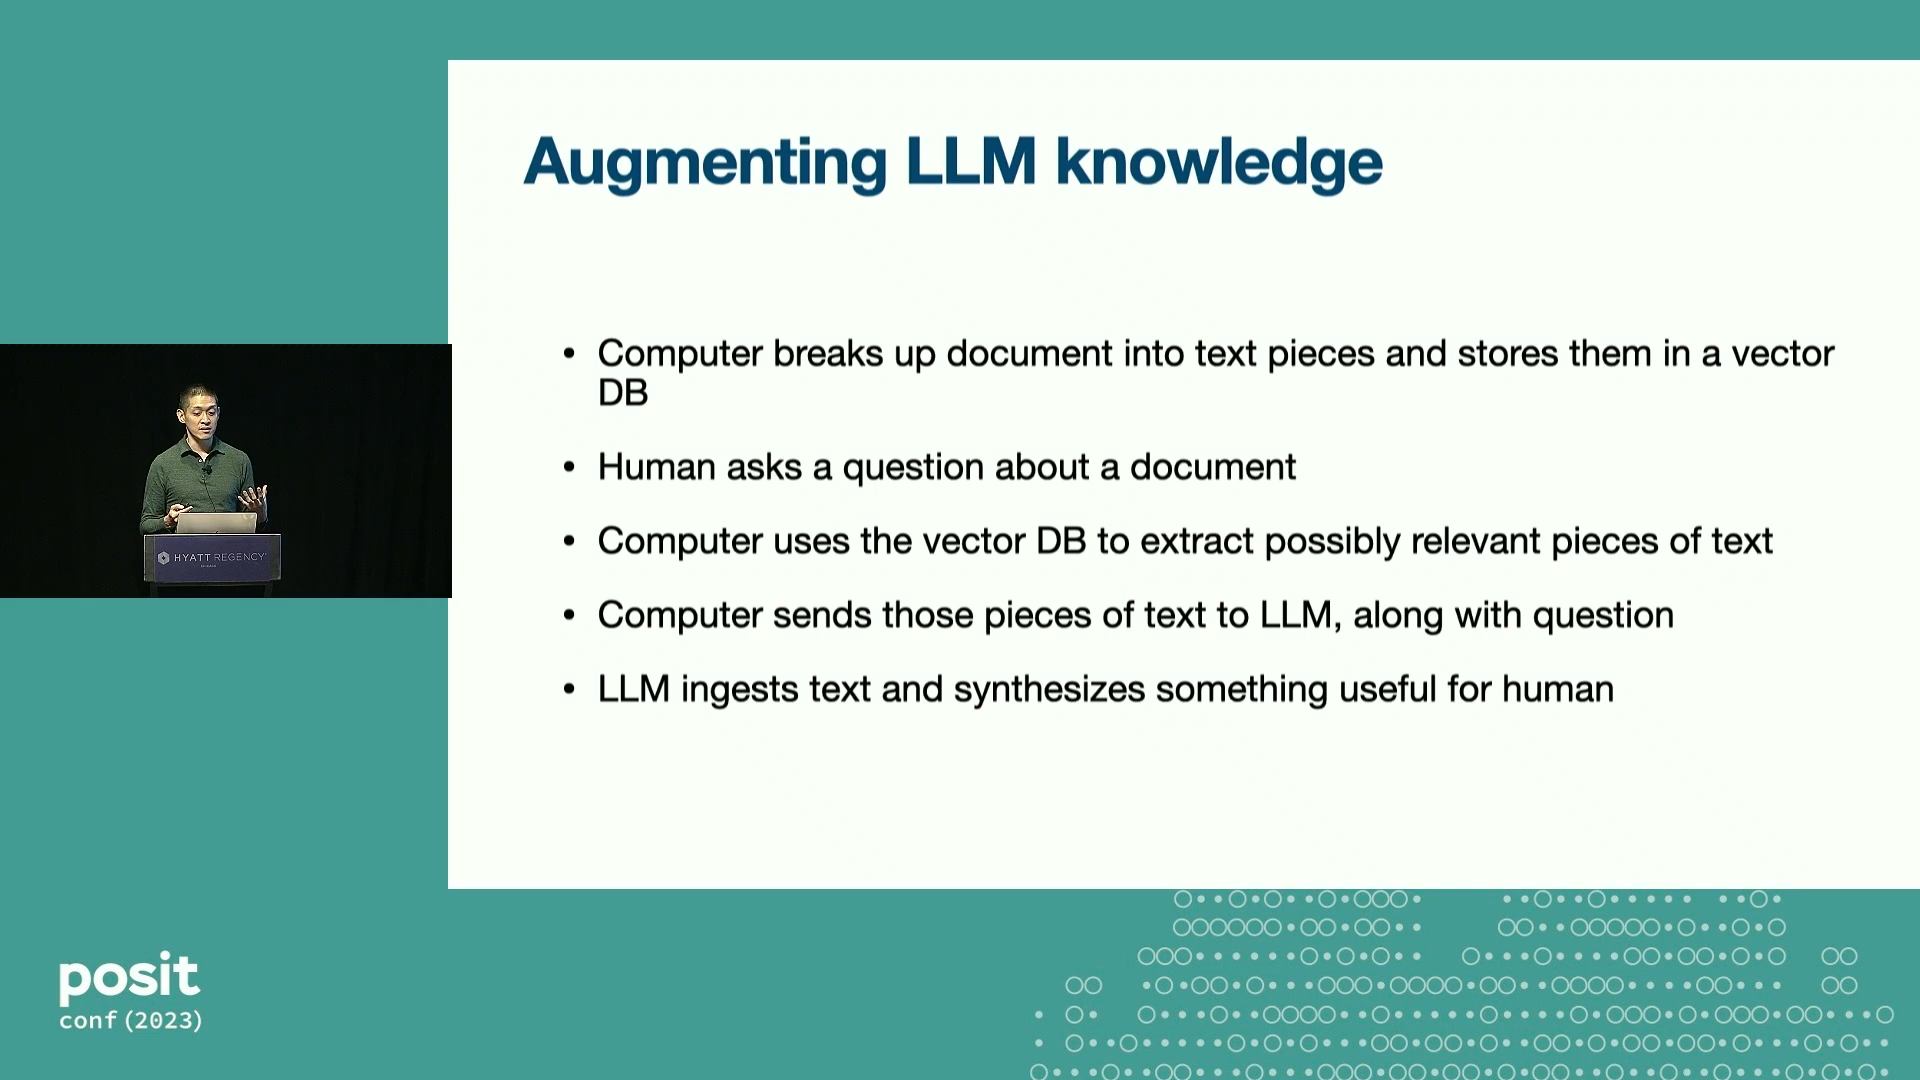 Augmenting LLM knowledge
• Computer breaks up document into text pieces and stores them in a vector
DB
• Human asks a question about a document
• Computer uses the vector DB to extract possibly relevant pieces of text
• Computer sends those pieces of text to LLM, along with question
• LLM ingests text and synthesizes something useful for human
HYATT REGENCY
posit
conf (2023)